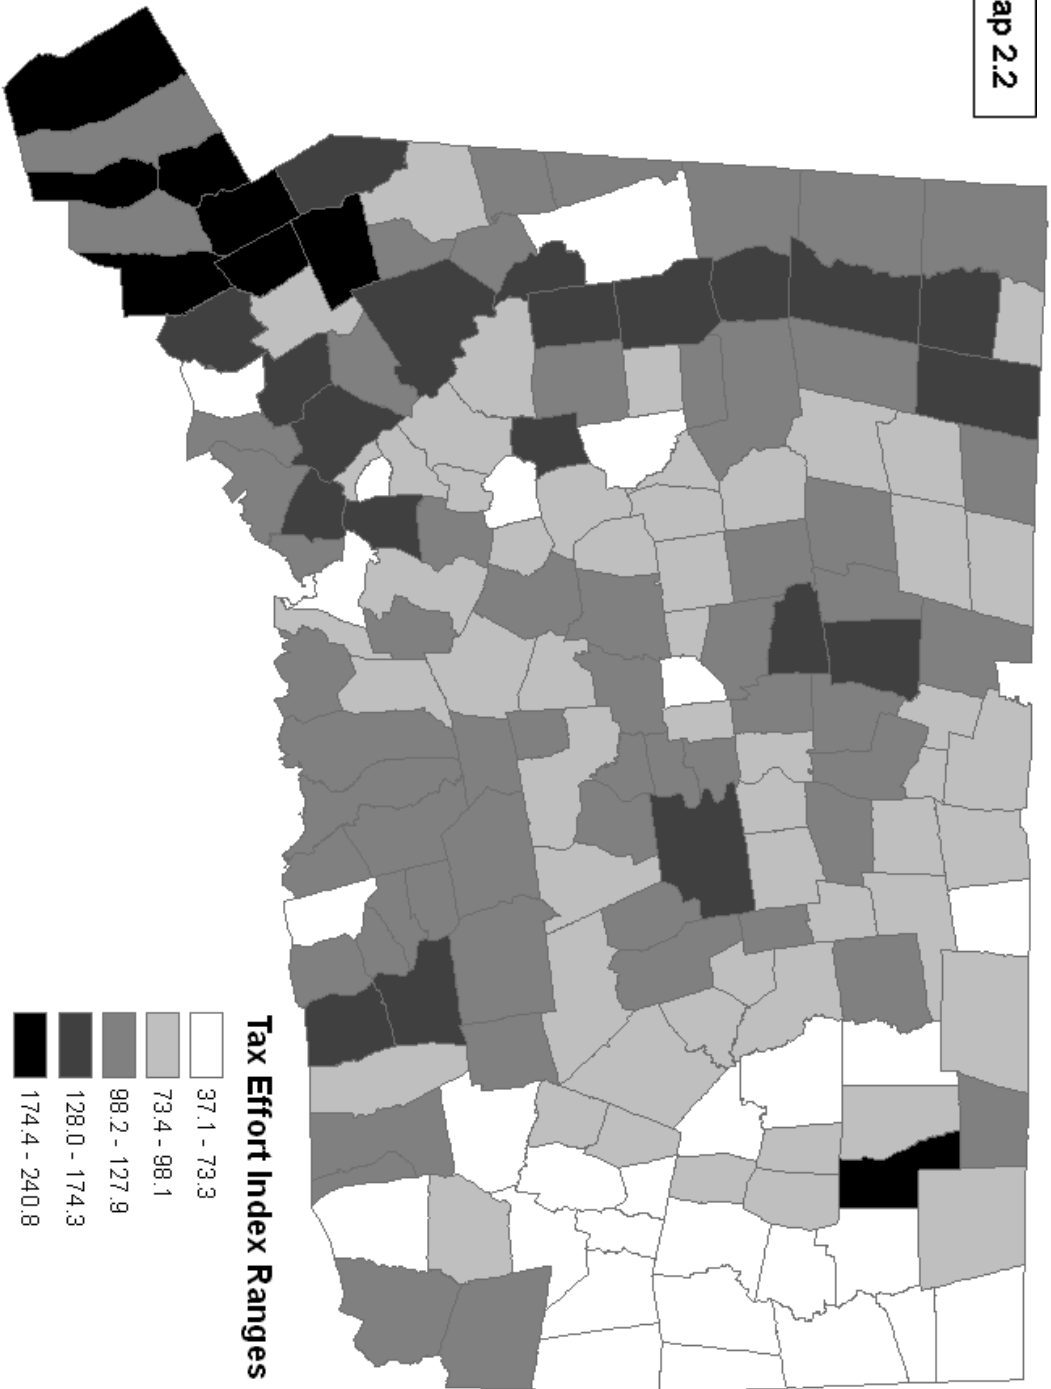 ap 2.2
Tax Effort Index Ranges
37.1 - 73.3
73.4 - 98.1
98.2 - 127.9
128.0 - 174.3
174.4 - 240.8